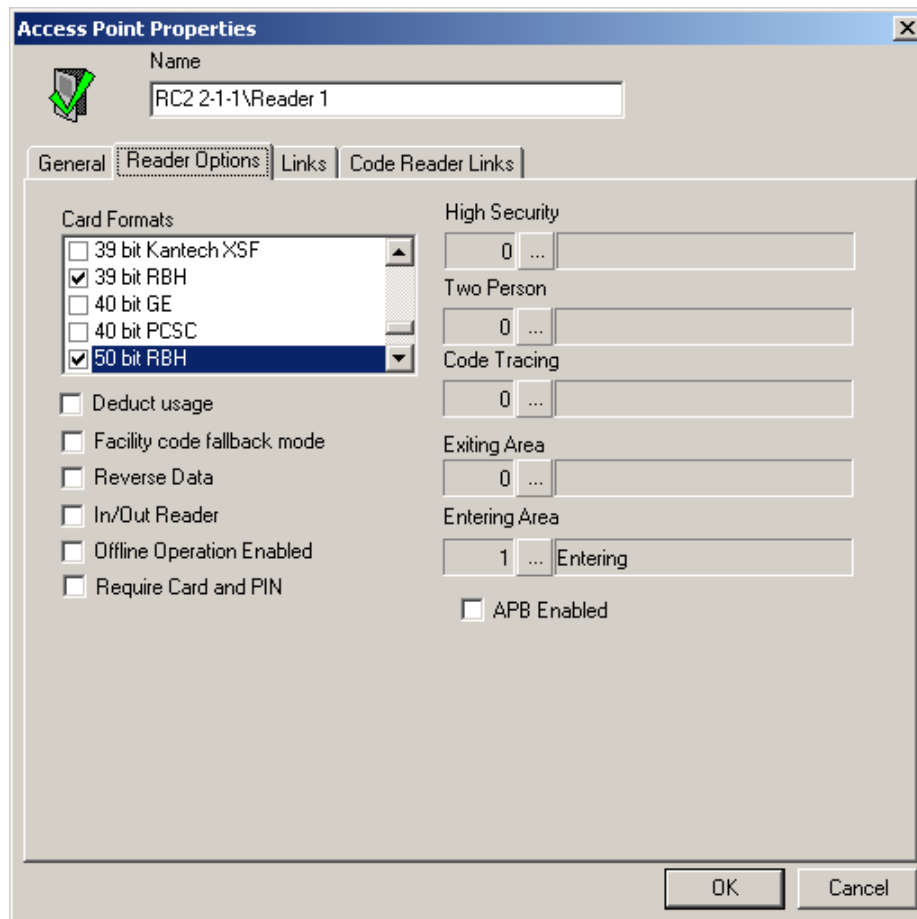 Access Point Properties
Name
RC2 2-1-1\Reader 1
General Reader Options Links Code Reader Links
Card Formats
39 bit Kantech XSF
39 bit RBH
40 bit GE
40 bit PCSC
50 bit RBH
Deduct usage
Facility code fallback mode
Reverse Data
In/Out Reader
Offline Operation Enabled
Require Card and PIN
High Security
0 ...
Two Person
0 ...
Code Tracing
0 ...
Exiting Area
0 ...
Entering Area
1 ... Entering
APB Enabled
OK Cancel